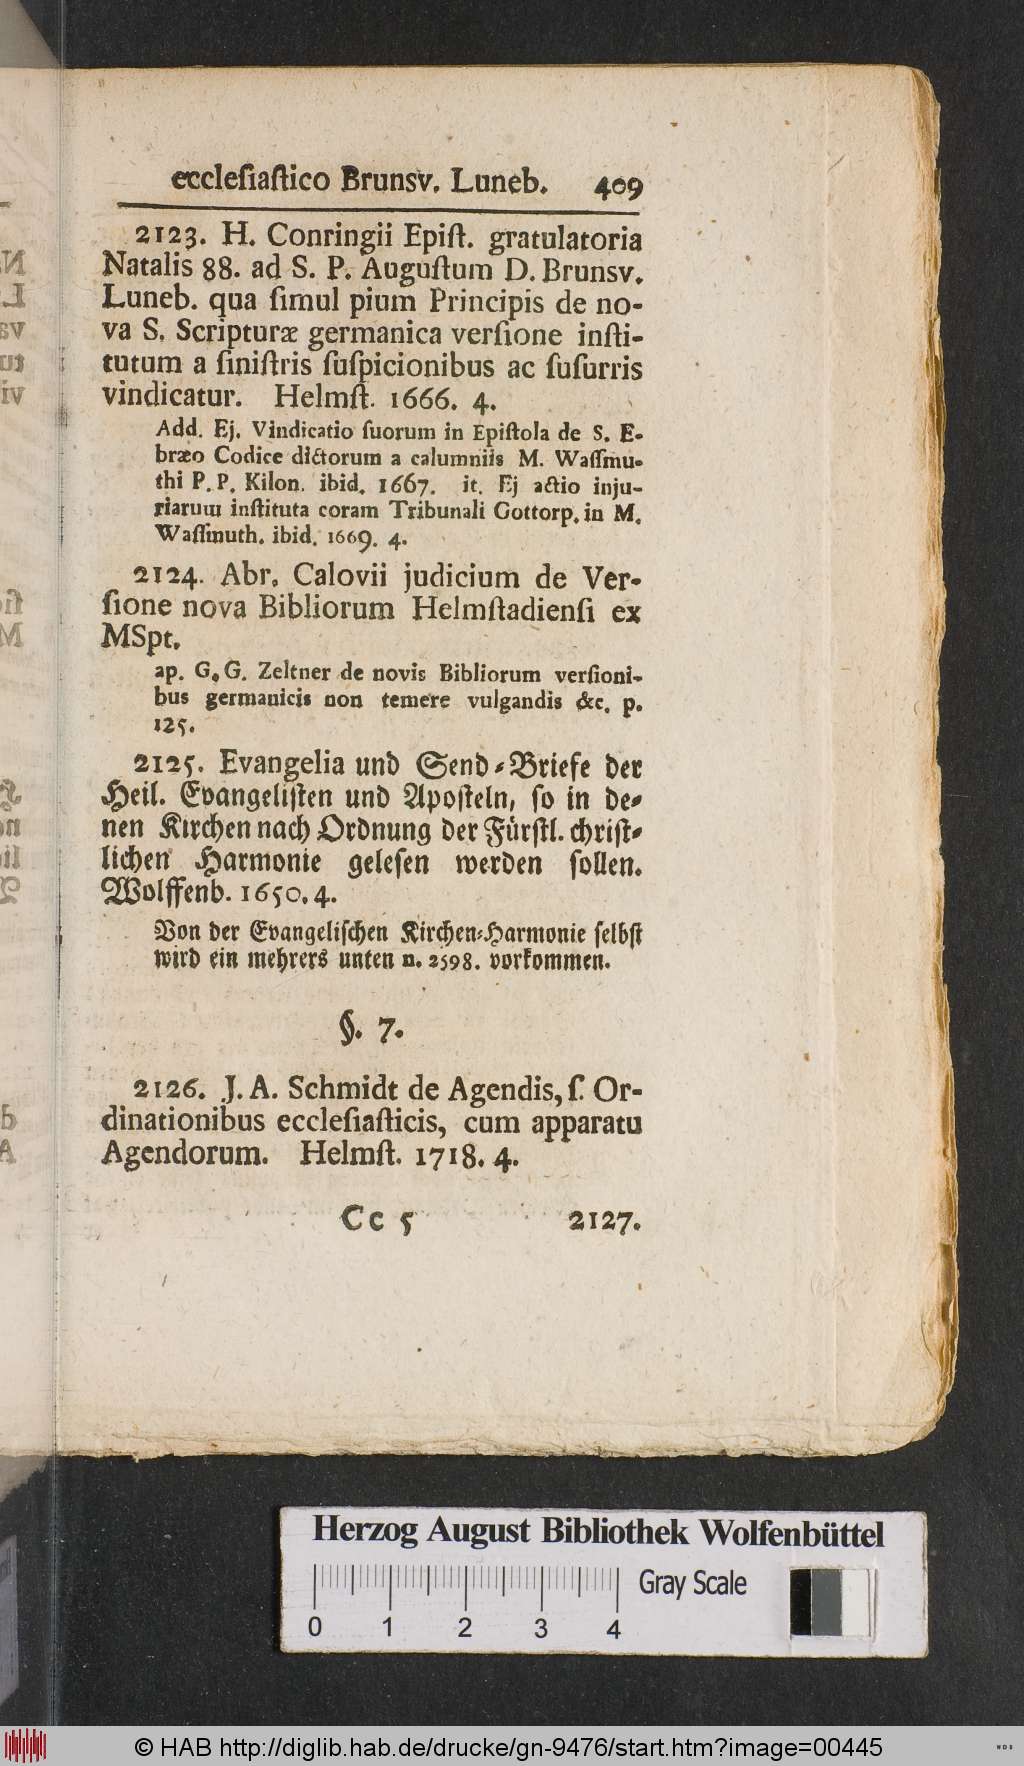 eccleſiaſtico Brunsv. Luneb. 409
2123. H. Conringii Epiſt. gratulatoria
Natalis 88. ad S. P. Auguſtum D. Brunsv.
Luneb. qua ſimul pium Principis de no-
va S. Scripturæ germanica verſione inſti-
tutum a ſiniſtris ſuſpicionibus ac ſuſurris
vindicatur. Helmſt. 1666. 4.
Add. Ej. Vindicatio ſuorum in Epiſtola de S. E-
bræo Codice dictorum a calumniis M. Waſſmu-
thi P. P. Kilon. ibid. 1667. it. Ej actio inju-
riarum inſtituta coram Tribunali Gottorp. in M.
Waſſmuth. ibid. 1669. 4.
2124. Abr. Calovii judicium de Ver-
ſione nova Bibliorum Helmſtadienſi ex
MSpt.
ap. G. G. Zeltner de novis Bibliorum verſioni-
bus germanicis non temere vulgandis &c. p.
125.
2125. Evangelia und Send-Briefe der
Heil. Evangeliſten und Apoſteln, ſo in de-
nen Kirchen nach Ordnung der Fürſtl. chriſt-
lichen Harmonie geleſen werden ſollen.
Wolffenb. 1650. 4.
Von der Evangeliſchen Kirchen-Harmonie ſelbſt
wird ein mehrers unten n. 2598. vorkommen.
§. 7.
2126. J. A. Schmidt de Agendis, ſ. Or-
dinationibus eccleſiaſticis, cum apparatu
Agendorum. Helmſt. 1718. 4.
Cc 5 2127.
Herzog August Bibliothek Wolfenbüttel
Gray Scale
0 1 2 3 4
© HAB http://diglib.hab.de/drucke/gn-9476/start.htm?image=00445